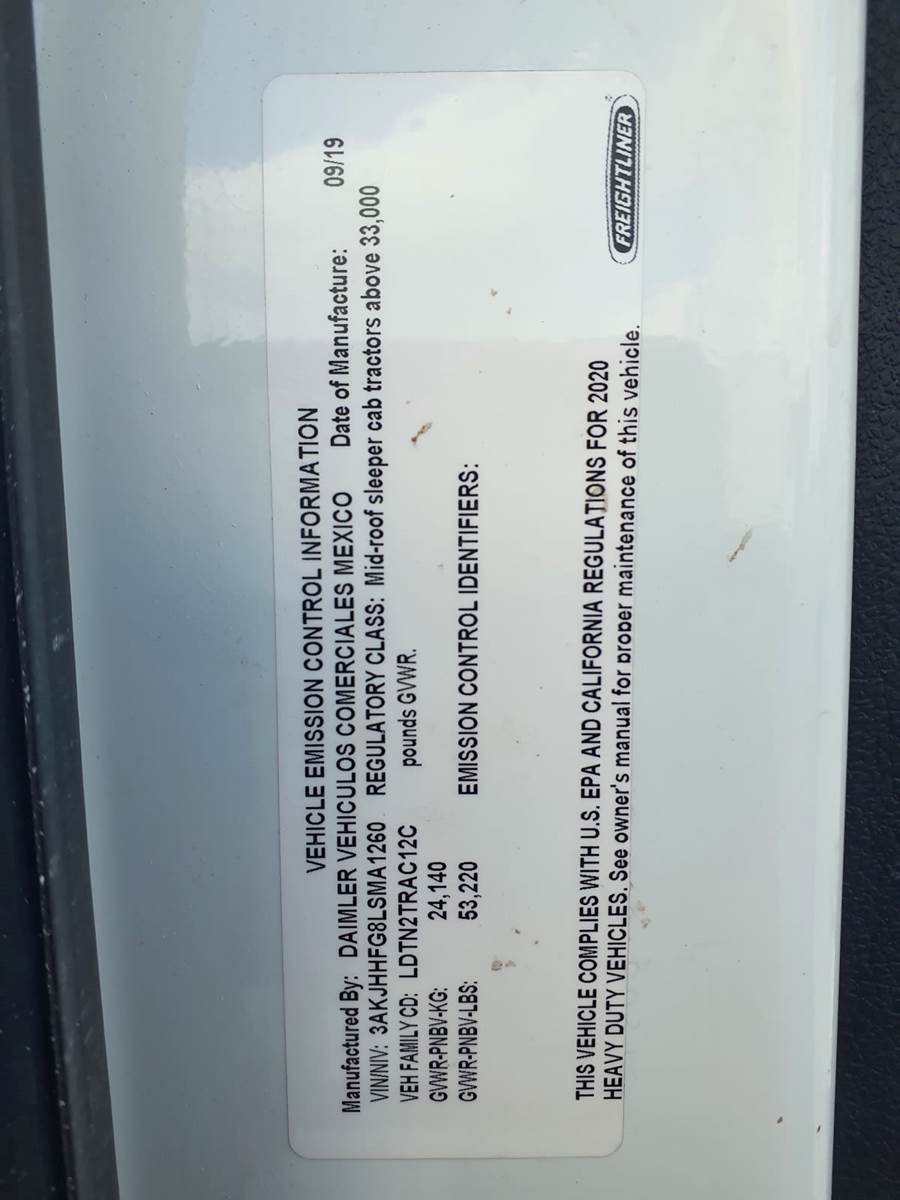 VEHICLE EMISSION CONTROL INFORMATION
Manufactured By: DAIMLER VEHICULOS COMERCIALES MEXICO Date of Manufacture: 09/19
VIN/NIV: 3AKJHHFG8LSMA1260 REGULATORY CLASS: Mid-roof sleeper cab tractors above 33,000
VEH FAMILY CD: LDTN2TRAC12C pounds GVWR.
GVWR-PNBV-KG: 24,140
GVWR-PNBV-LBS: 53,220 EMISSION CONTROL IDENTIFIERS:
THIS VEHICLE COMPLIES WITH U.S. EPA AND CALIFORNIA REGULATIONS FOR 2020
HEAVY DUTY VEHICLES. See owner's manual for proper maintenance of this vehicle.
FREIGHTLINER